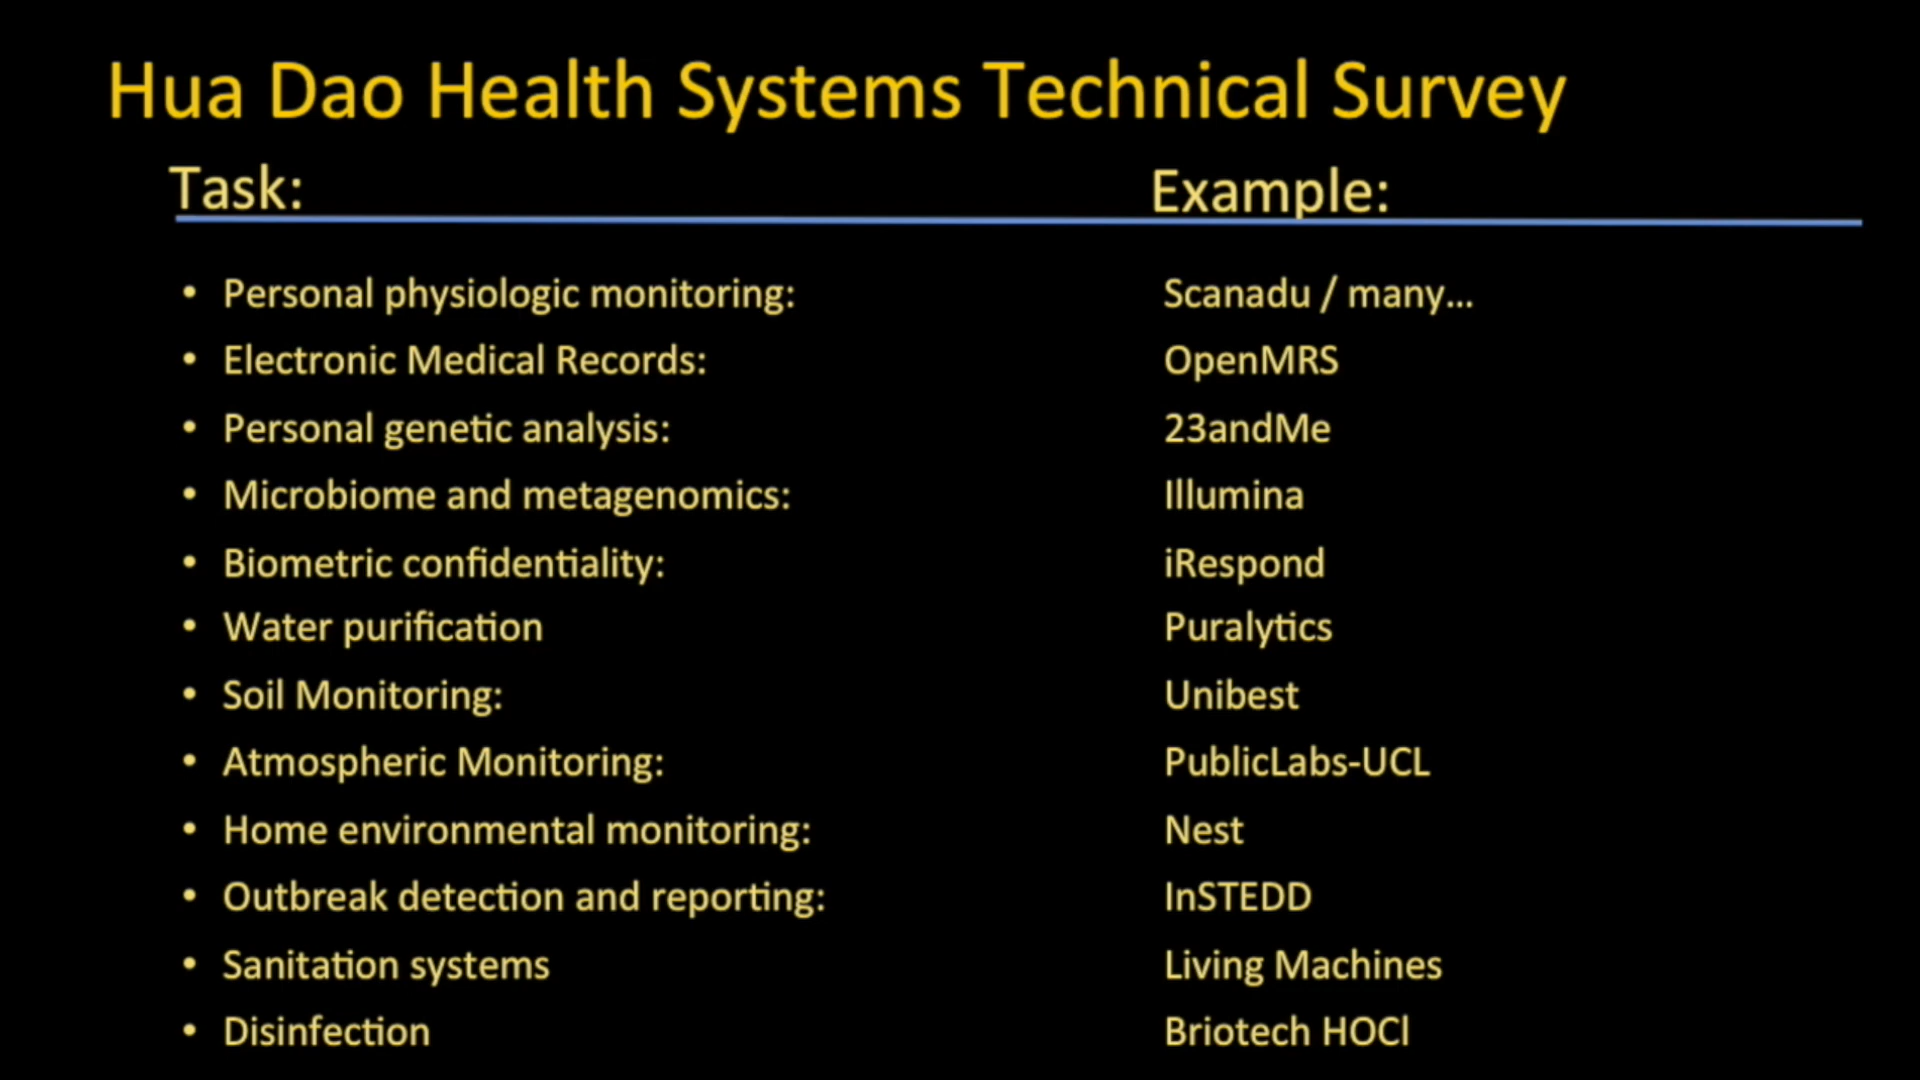 Hua Dao Health Systems Technical Survey
Task: Example:
• Personal physiologic monitoring: Scanadu / many...
• Electronic Medical Records: OpenMRS
• Personal genetic analysis: 23andMe
• Microbiome and metagenomics: Illumina
• Biometric confidentiality: iRespond
• Water purification Puralytics
• Soil Monitoring: Unibest
• Atmospheric Monitoring: PublicLabs-UCL
• Home environmental monitoring: Nest
• Outbreak detection and reporting: InSTEDD
• Sanitation systems Living Machines
• Disinfection Briotech HOCl